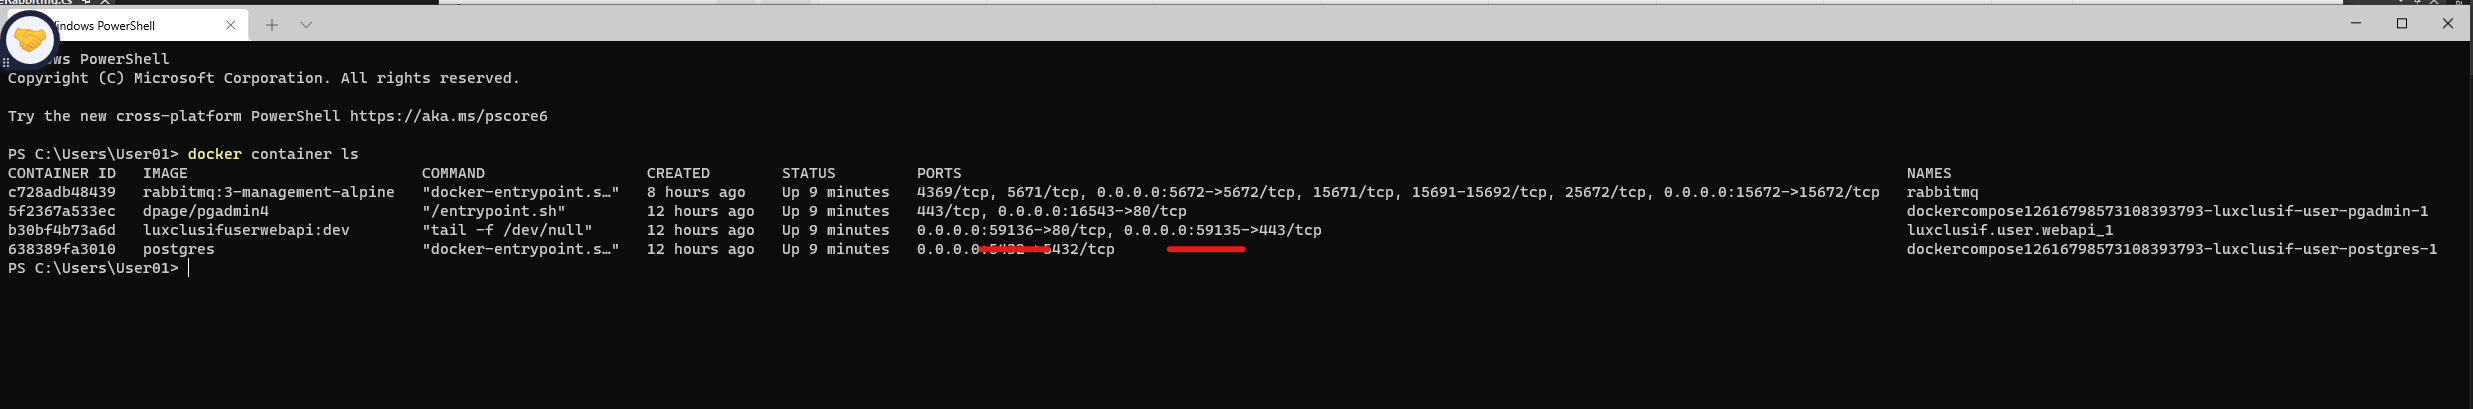 indows PowerShell
ws PowerShell
Copyright (C) Microsoft Corporation. All rights reserved.
Try the new cross-platform PowerShell https://aka.ms/pscore6
PS C:\Users\User01> docker container ls
CONTAINER ID IMAGE COMMAND CREATED STATUS PORTS NAMES
c728adb48439 rabbitmq:3-management-alpine "docker-entrypoint.s…" 8 hours ago Up 9 minutes 4369/tcp, 5671/tcp, 0.0.0.0:5672->5672/tcp, 15671/tcp, 15691-15692/tcp, 25672/tcp, 0.0.0.0:15672->15672/tcp rabbitmq
5f2367a533ec dpage/pgadmin4 "/entrypoint.sh" 12 hours ago Up 9 minutes 443/tcp, 0.0.0.0:16543->80/tcp dockercompose12616798573108393793-luxclusif-user-pgadmin-1
b30bf4b73a6d luxclusifuserwebapi:dev "tail -f /dev/null" 12 hours ago Up 9 minutes 0.0.0.0:59136->80/tcp, 0.0.0.0:59135->443/tcp luxclusif.user.webapi_1
638389fa3010 postgres "docker-entrypoint.s…" 12 hours ago Up 9 minutes 0.0.0.0:5432->5432/tcp dockercompose12616798573108393793-luxclusif-user-postgres-1
PS C:\Users\User01>